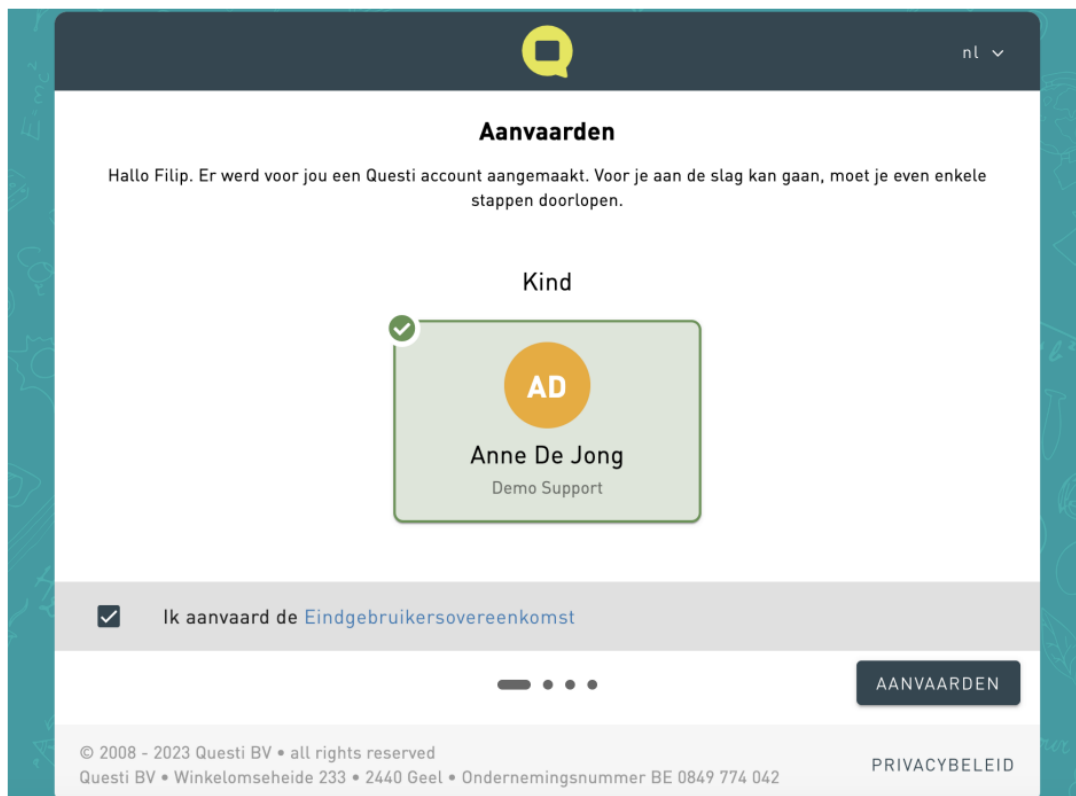 nl
Aanvaarden
Hallo Filip. Er werd voor jou een Questi account aangemaakt. Voor je aan de slag kan gaan, moet je even enkele
stappen doorlopen.
Kind
AD
Anne De Jong
Demo Support
Ik aanvaard de Eindgebruikersovereenkomst
AANVAARDEN
© 2008 - 2023 Questi BV • all rights reserved
Questi BV • Winkelomseheide 233 • 2440 Geel • Ondernemingsnummer BE 0849 774 042
PRIVACYBELEID